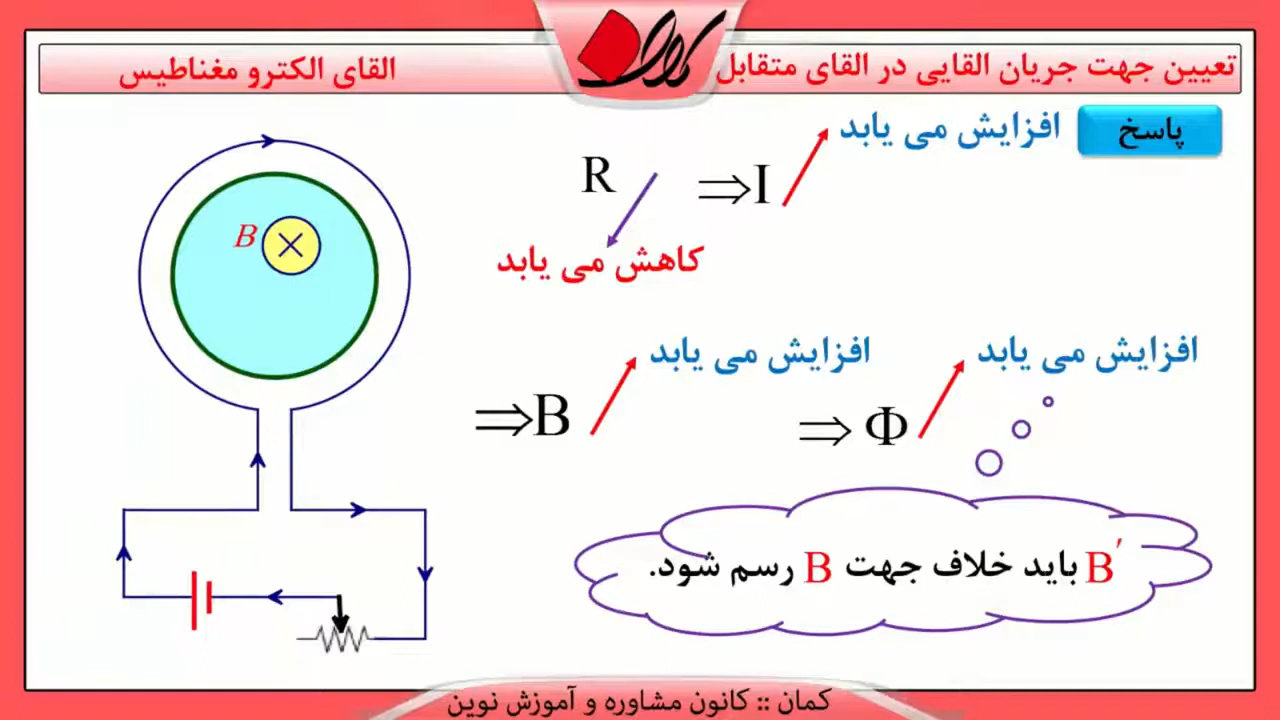 تعیین جهت جریان القایی در القای متقابل
القای الکترو مغناطیس
پاسخ
افزایش می یابد
R ⇒I
کاهش می یابد
B
افزایش می یابد
افزایش می یابد
⇒B ⇒ Φ
B′ باید خلاف جهت B رسم شود.
کمان :: کانون مشاوره و آموزش نوین